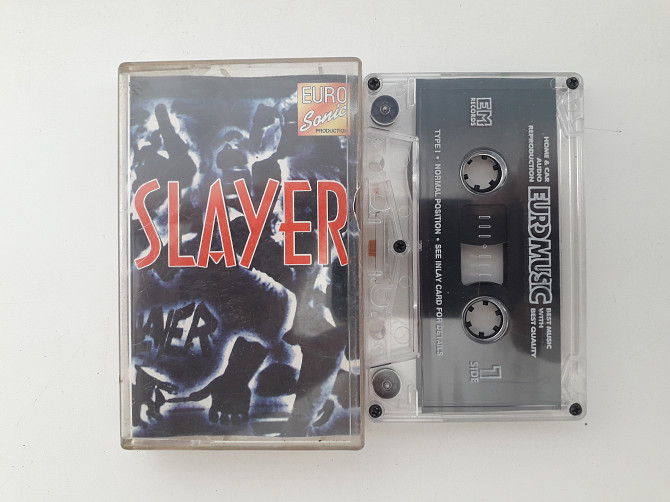 EURO
Sonic
PRODUCTION
SLAYER
AYER
EM
RECORDS
HOME & CAR
AUDIO
REPRODUCTION
EUROMUSIC
BEST MUSIC
WITH
BEST QUALITY
TYPE I • NORMAL POSITION • SEE INLAY CARD FOR DETAILS
1
SIDE